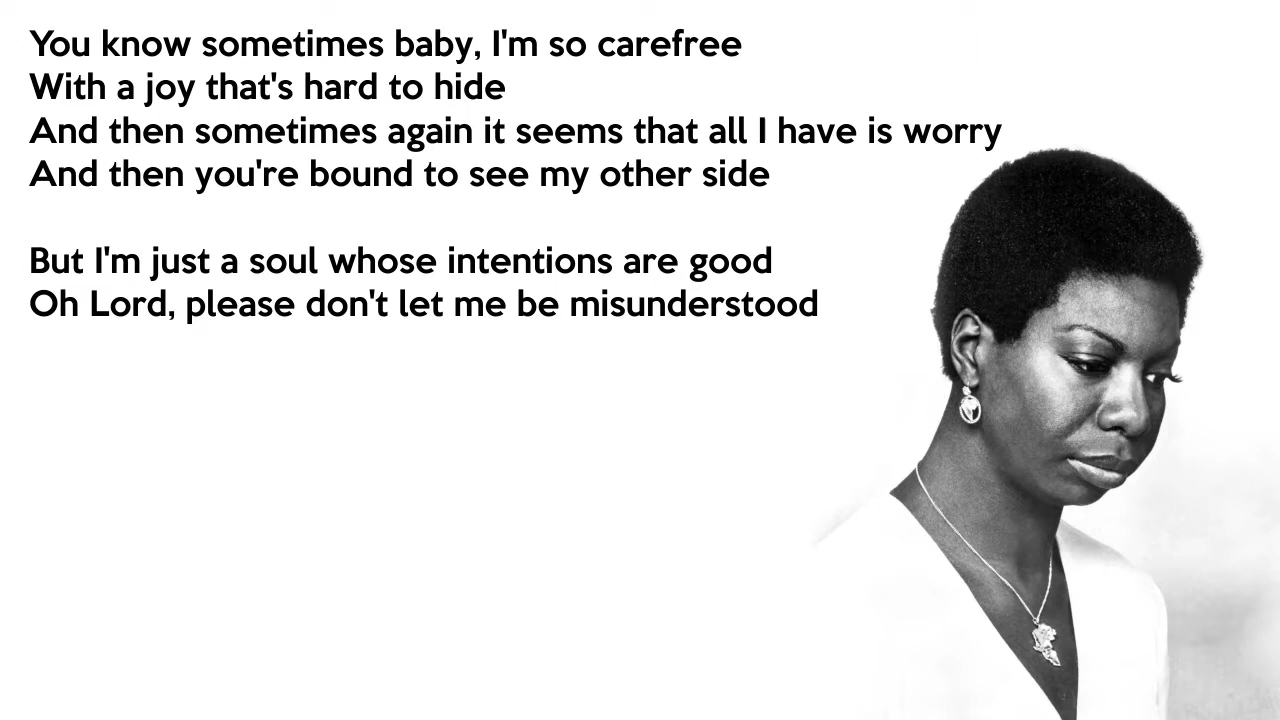 You know sometimes baby, I'm so carefree
With a joy that's hard to hide
And then sometimes again it seems that all I have is worry
And then you're bound to see my other side
But I'm just a soul whose intentions are good
Oh Lord, please don't let me be misunderstood